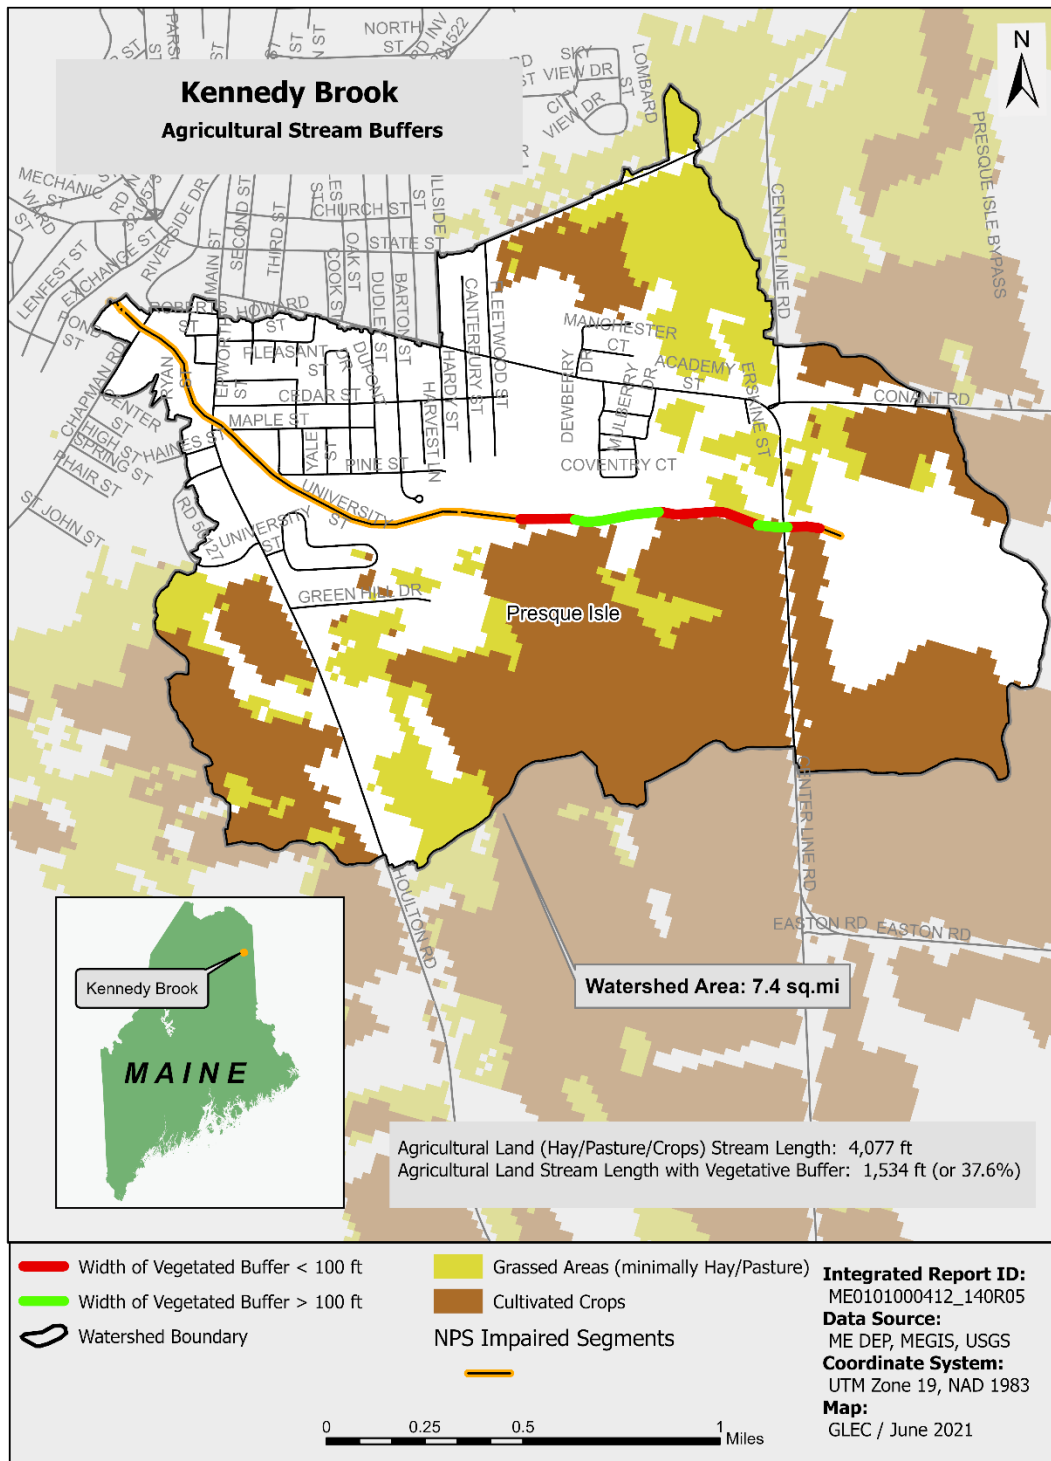 Kennedy Brook
Agricultural Stream Buffers
N
NORTH ST
SKY VIEW DR
CITY VIEW DR
LOMBARD ST
PRESQUE ISLE BYPASS
CENTER LINE RD
MECHANIC ST
WARD
LENFEST ST
EXCHANGE ST
RIVERSIDE DR
MAIN ST
SECOND ST
THIRD ST
CHURCH ST
STATE ST
COOK ST
OAK ST
DUDLEY ST
BARTON ST
HILLSIDE
POND ST
CHAPMAN RD
RYAN ST
ROBERTS ST
HOWARD ST
EPWORTH ST
PLEASANT ST
DUPONT DR
CEDAR ST
MAPLE ST
YALE ST
PINE ST
HARVEST LN
HARDY ST
CANTERBURY ST
FLEETWOOD ST
MANCHESTER CT
DEWBERRY DR
MULBERRY DR
ACADEMY ST
COVENTRY CT
ERSKINE ST
CONANT RD
CENTER ST
HIGH ST
SPRING ST
PHAIR ST
HAINES ST
ST JOHN ST
UNIVERSITY ST
UNIVERSITY ST
GREEN HILL DR
Presque Isle
HOULTON RD
CENTER LINE RD
EASTON RD
EASTON RD
Kennedy Brook
MAINE
Watershed Area: 7.4 sq.mi
Agricultural Land (Hay/Pasture/Crops) Stream Length: 4,077 ft
Agricultural Land Stream Length with Vegetative Buffer: 1,534 ft (or 37.6%)
Width of Vegetated Buffer < 100 ft
Width of Vegetated Buffer > 100 ft
Watershed Boundary
Grassed Areas (minimally Hay/Pasture)
Cultivated Crops
NPS Impaired Segments
Integrated Report ID:
ME0101000412_140R05
Data Source:
ME DEP, MEGIS, USGS
Coordinate System:
UTM Zone 19, NAD 1983
Map:
GLEC / June 2021
0 0.25 0.5 1
Miles